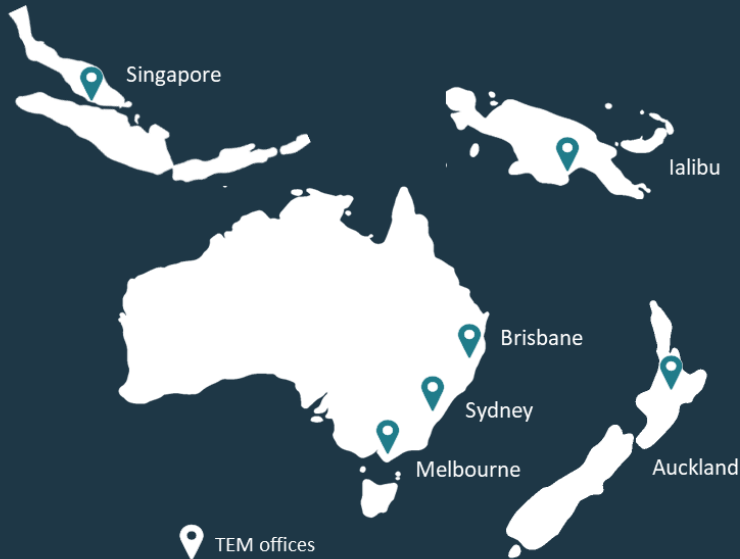 Singapore
Ialibu
Brisbane
Sydney
Melbourne
Auckland
TEM offices